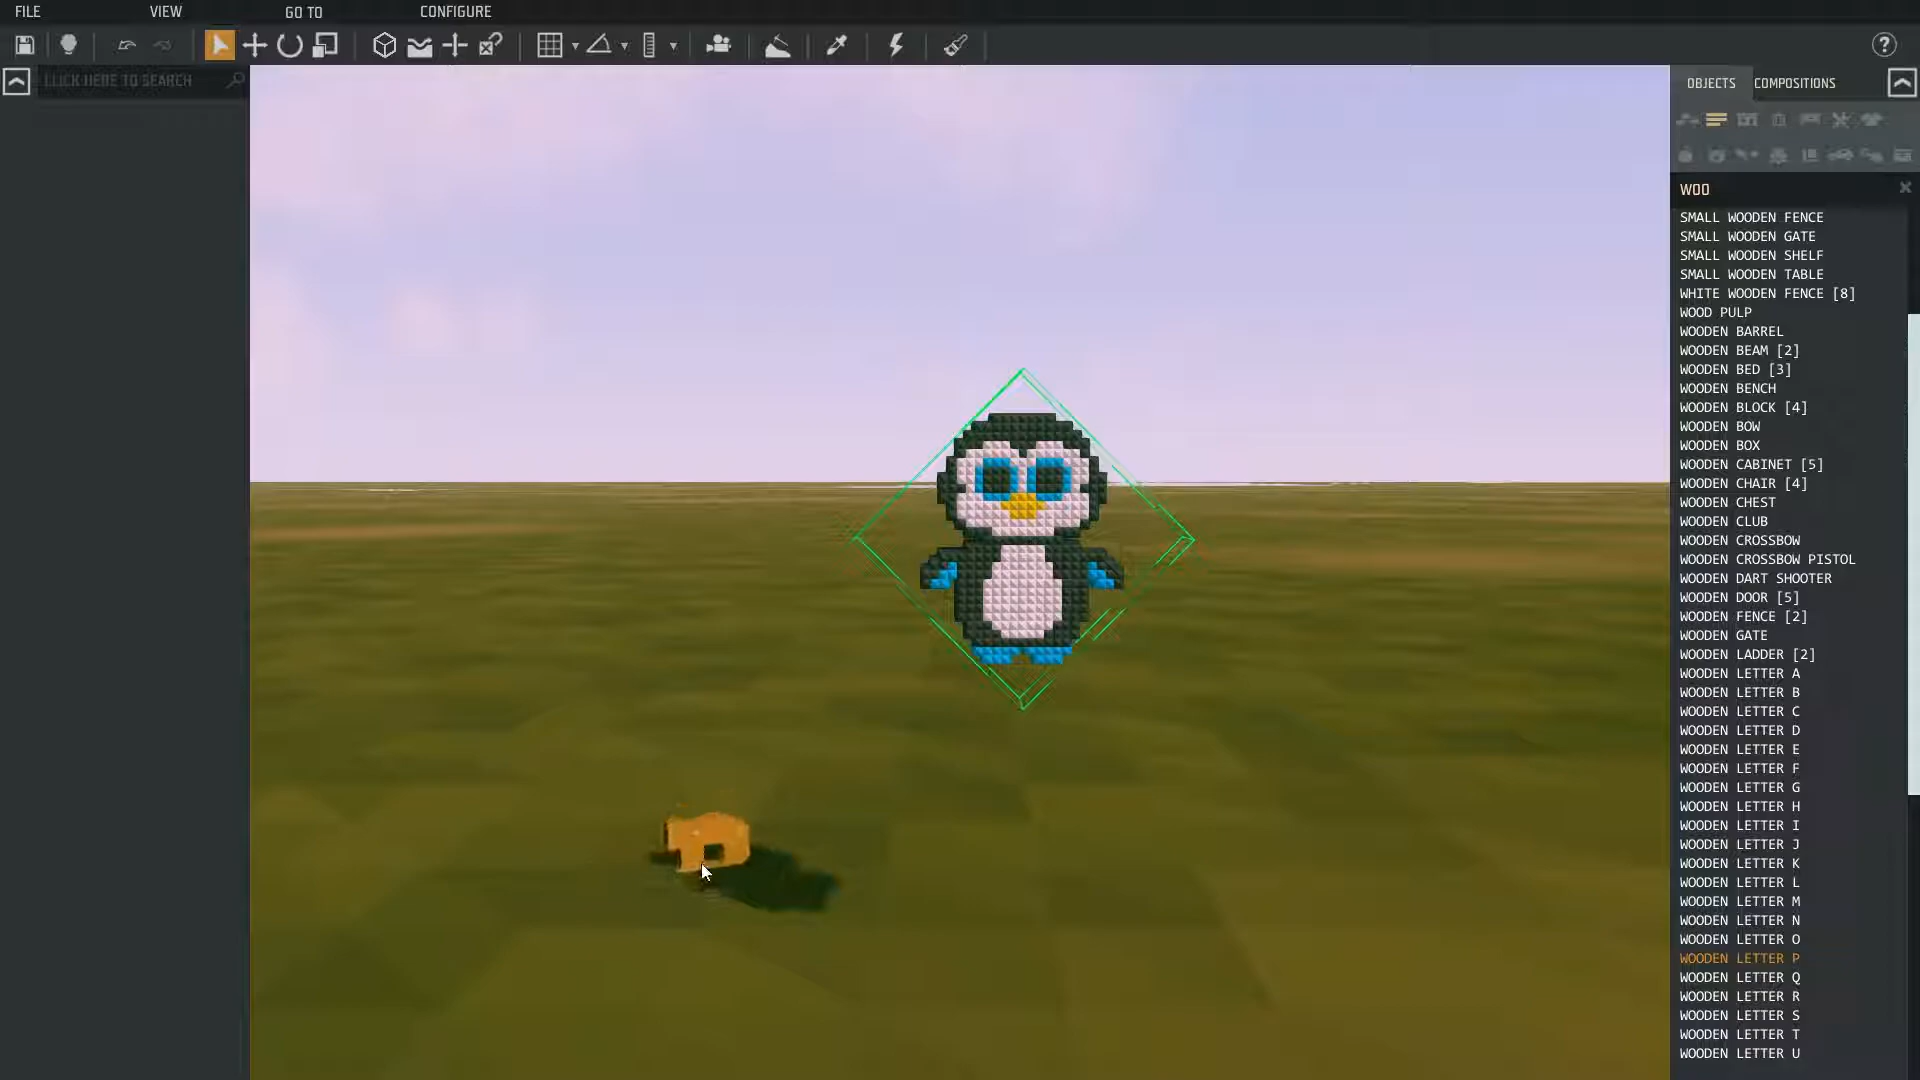 FILE VIEW GO TO CONFIGURE
CLICK HERE TO SEARCH
OBJECTS COMPOSITIONS
WOO
SMALL WOODEN FENCE
SMALL WOODEN GATE
SMALL WOODEN SHELF
SMALL WOODEN TABLE
WHITE WOODEN FENCE [8]
WOOD PULP
WOODEN BARREL
WOODEN BEAM [2]
WOODEN BED [3]
WOODEN BENCH
WOODEN BLOCK [4]
WOODEN BOW
WOODEN BOX
WOODEN CABINET [5]
WOODEN CHAIR [4]
WOODEN CHEST
WOODEN CLUB
WOODEN CROSSBOW
WOODEN CROSSBOW PISTOL
WOODEN DART SHOOTER
WOODEN DOOR [5]
WOODEN FENCE [2]
WOODEN GATE
WOODEN LADDER [2]
WOODEN LETTER A
WOODEN LETTER B
WOODEN LETTER C
WOODEN LETTER D
WOODEN LETTER E
WOODEN LETTER F
WOODEN LETTER G
WOODEN LETTER H
WOODEN LETTER I
WOODEN LETTER J
WOODEN LETTER K
WOODEN LETTER L
WOODEN LETTER M
WOODEN LETTER N
WOODEN LETTER O
WOODEN LETTER P
WOODEN LETTER Q
WOODEN LETTER R
WOODEN LETTER S
WOODEN LETTER T
WOODEN LETTER U